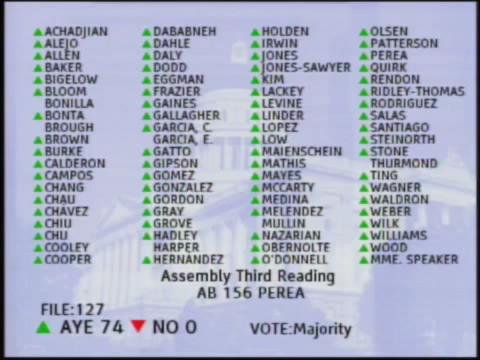 ACHADJIAN DABABNEH HOLDEN OLSEN
ALEJO DAHLE IRWIN PATTERSON
ALLEN DALY JONES PEREA
BAKER DODD JONES-SAWYER QUIRK
BIGELOW EGGMAN KIM RENDON
BLOOM FRAZIER LACKEY RIDLEY-THOMAS
BONILLA GAINES LEVINE RODRIGUEZ
BONTA GALLAGHER LINDER SALAS
BROUGH GARCIA, C. LOPEZ SANTIAGO
BROWN GARCIA, E. LOW STEINORTH
BURKE GATTO MAIENSCHEIN STONE
CALDERON GIPSON MATHIS THURMOND
CAMPOS GOMEZ MAYES TING
CHANG GONZALEZ MCCARTY WAGNER
CHAU GORDON MEDINA WALDRON
CHÁVEZ GRAY MELENDEZ WEBER
CHIU GROVE MULLIN WILK
CHU HADLEY NAZARIAN WILLIAMS
COOLEY HARPER OBERNOLTE WOOD
COOPER HERNÁNDEZ O'DONNELL MME. SPEAKER
Assembly Third Reading
AB 156 PEREA
FILE:127
▲ AYE 74 ▼ NO 0 VOTE:Majority